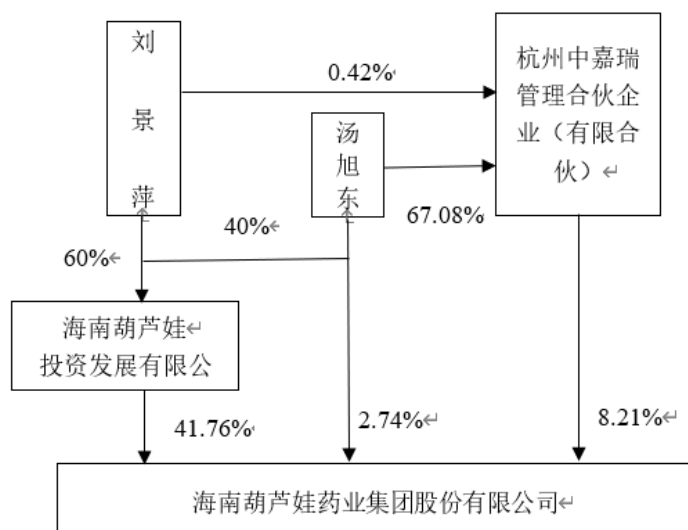 刘
景
萍
0.42%
杭州中嘉瑞
管理合伙企
业（有限合
伙）
汤
旭
东
67.08%
40%
60%
海南葫芦娃
投资发展有限公
41.76%
2.74%
8.21%
海南葫芦娃药业集团股份有限公司